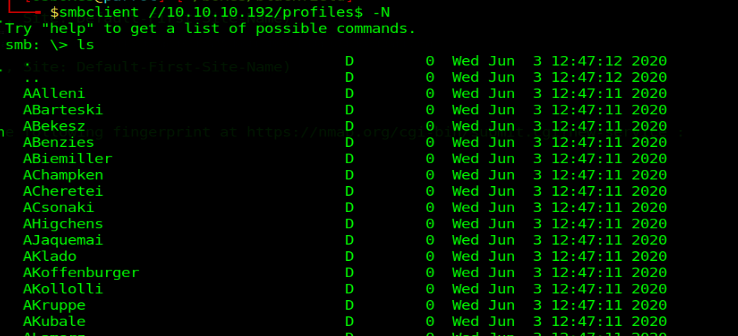 $smbclient //10.10.10.192/profiles$ -N
Try "help" to get a list of possible commands.
smb: \> ls
. D 0 Wed Jun 3 12:47:12 2020
.. D 0 Wed Jun 3 12:47:12 2020
AAlleni D 0 Wed Jun 3 12:47:11 2020
ABarteski D 0 Wed Jun 3 12:47:11 2020
ABekesz D 0 Wed Jun 3 12:47:11 2020
ABenzies D 0 Wed Jun 3 12:47:11 2020
ABiemiller D 0 Wed Jun 3 12:47:11 2020
AChampken D 0 Wed Jun 3 12:47:11 2020
ACheretei D 0 Wed Jun 3 12:47:11 2020
ACsonaki D 0 Wed Jun 3 12:47:11 2020
AHigchens D 0 Wed Jun 3 12:47:11 2020
AJaquemai D 0 Wed Jun 3 12:47:11 2020
AKlado D 0 Wed Jun 3 12:47:11 2020
AKoffenburger D 0 Wed Jun 3 12:47:11 2020
AKollolli D 0 Wed Jun 3 12:47:11 2020
AKruppe D 0 Wed Jun 3 12:47:11 2020
AKubale D 0 Wed Jun 3 12:47:11 2020